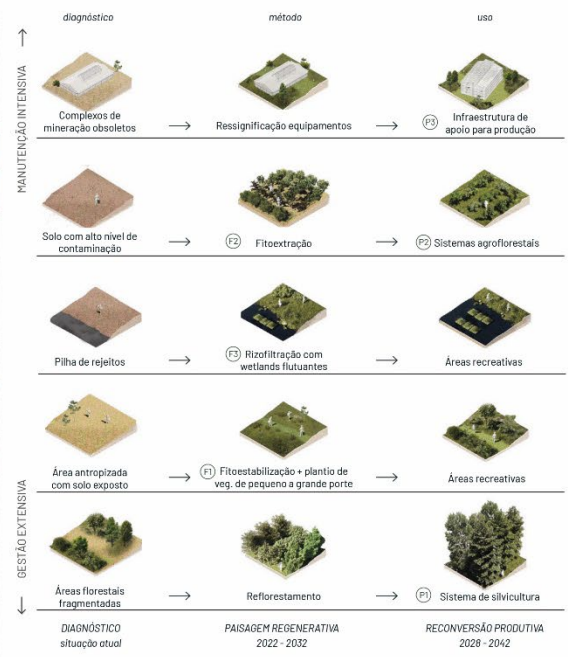 diagnóstico
método
uso
MANUTENÇÃO INTENSIVA
Complexos de
mineração obsoletos
Ressignificação equipamentos
P3 Infraestrutura de
apoio para produção
Solo com alto nível de
contaminação
F2 Fitoextração
P2 Sistemas agroflorestais
Pilha de rejeitos
F3 Rizofiltração com
wetlands flutuantes
Áreas recreativas
Área antropizada
com solo exposto
F1 Fitoestabilização + plantio de
veg. de pequeno a grande porte
Áreas recreativas
GESTÃO EXTENSIVA
Áreas florestais
fragmentadas
Reflorestamento
P1 Sistema de silvicultura
DIAGNÓSTICO
situação atual
PAISAGEM REGENERATIVA
2022 - 2032
RECONVERSÃO PRODUTIVA
2028 - 2042